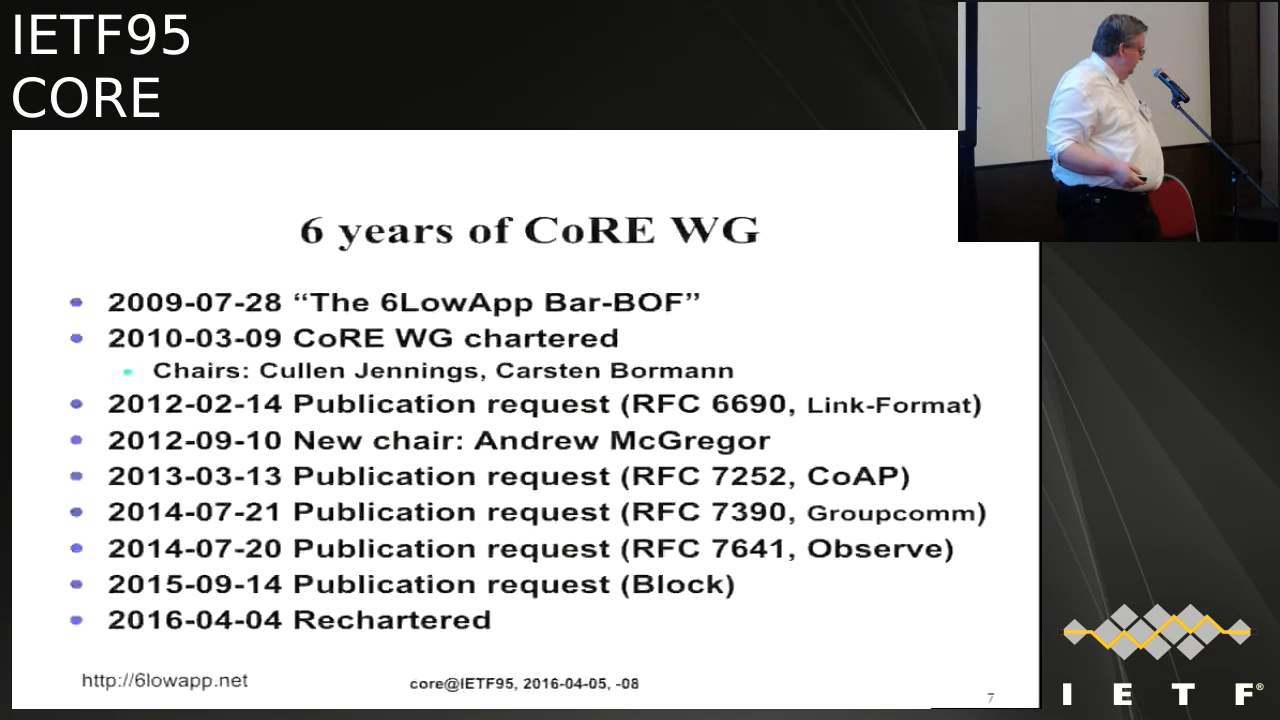 IETF95
CORE
6 years of CoRE WG
2009-07-28 “The 6LowApp Bar-BOF”
2010-03-09 CoRE WG chartered
Chairs: Cullen Jennings, Carsten Bormann
2012-02-14 Publication request (RFC 6690, Link-Format)
2012-09-10 New chair: Andrew McGregor
2013-03-13 Publication request (RFC 7252, CoAP)
2014-07-21 Publication request (RFC 7390, Groupcomm)
2014-07-20 Publication request (RFC 7641, Observe)
2015-09-14 Publication request (Block)
2016-04-04 Rechartered
http://6lowapp.net
core@IETF95, 2016-04-05, -08
7
I E T F®